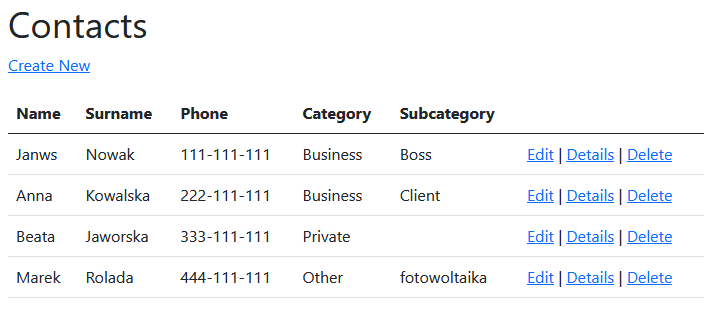 Contacts
Create New
Name Surname Phone Category Subcategory
Janws Nowak 111-111-111 Business Boss Edit | Details | Delete
Anna Kowalska 222-111-111 Business Client Edit | Details | Delete
Beata Jaworska 333-111-111 Private Edit | Details | Delete
Marek Rolada 444-111-111 Other fotowoltaika Edit | Details | Delete